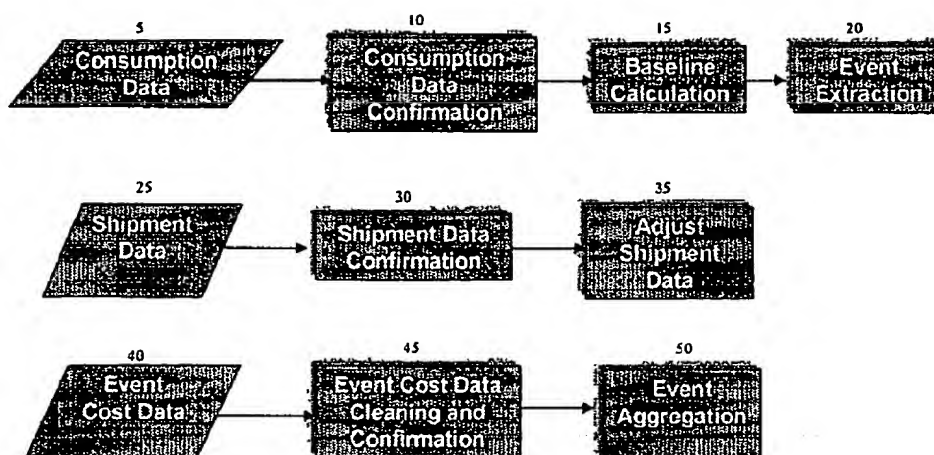 5
Consumption
Data
10
Consumption
Data
Confirmation
15
Baseline
Calculation
20
Event
Extraction
25
Shipment
Data
30
Shipment Data
Confirmation
35
Adjust
Shipment
Data
40
Event
Cost Data
45
Event Cost Data
Cleaning and
Confirmation
50
Event
Aggregation